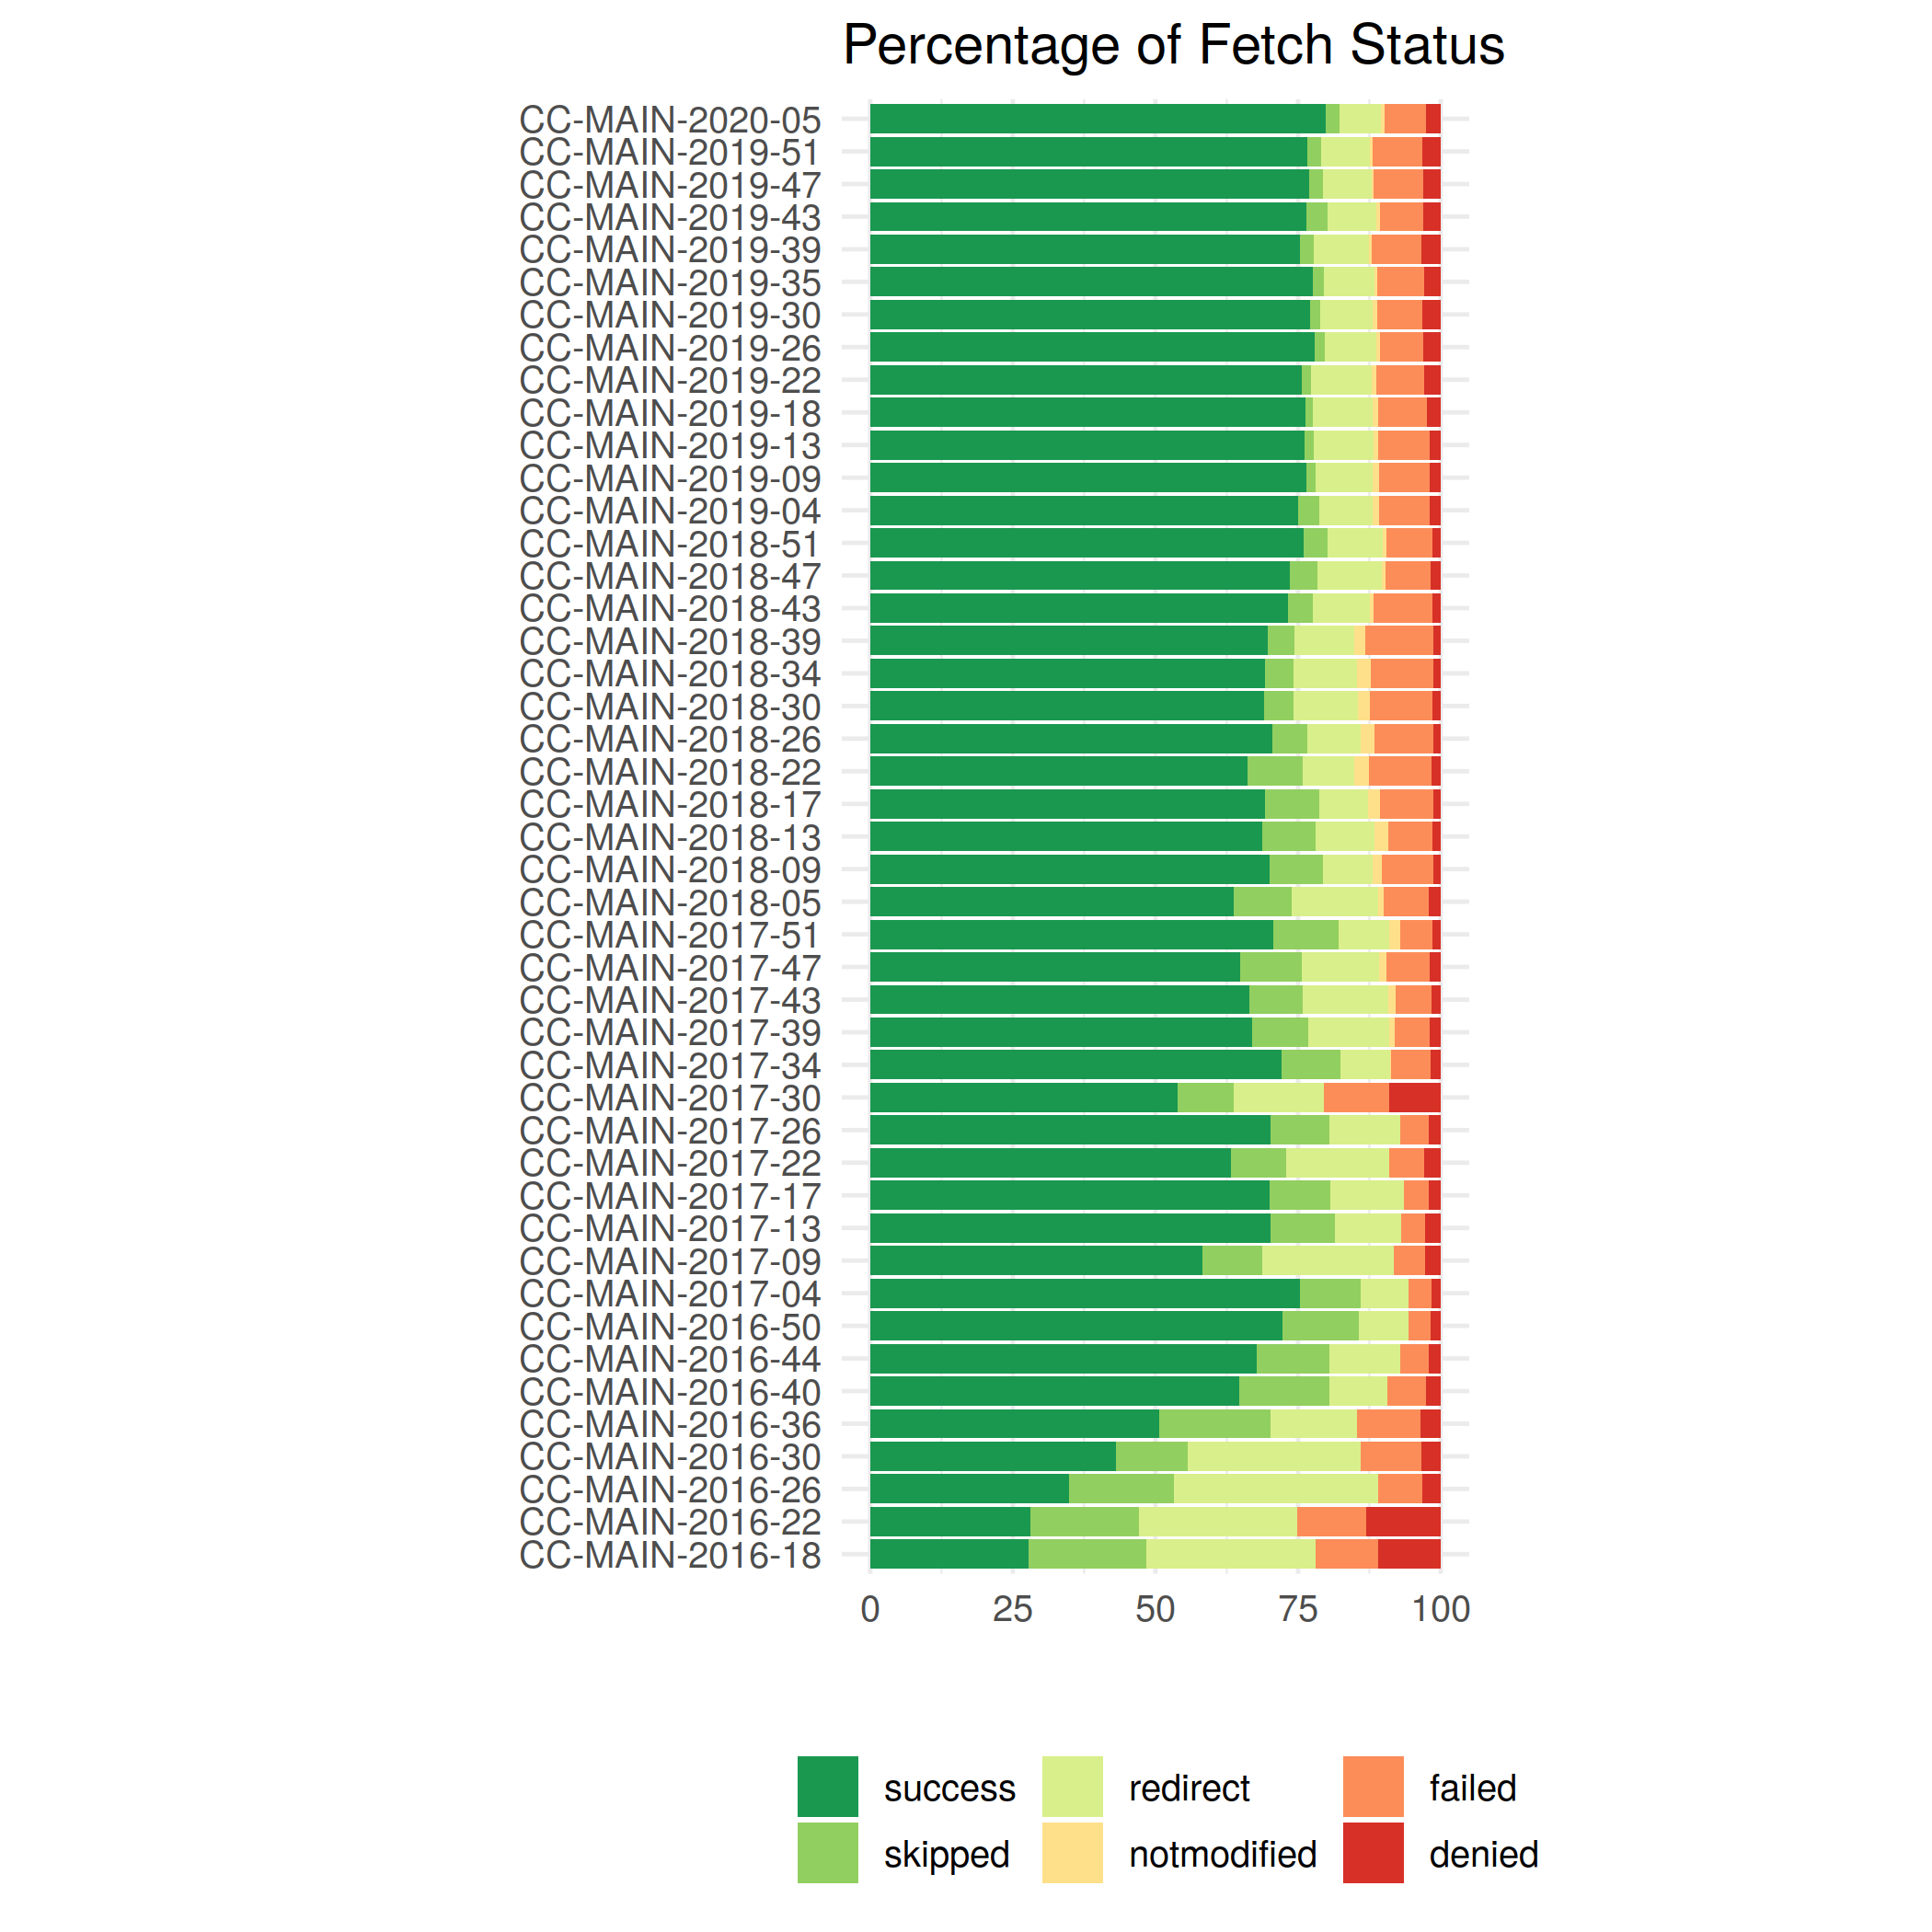 Percentage of Fetch Status
CC-MAIN-2020-05
CC-MAIN-2019-51
CC-MAIN-2019-47
CC-MAIN-2019-43
CC-MAIN-2019-39
CC-MAIN-2019-35
CC-MAIN-2019-30
CC-MAIN-2019-26
CC-MAIN-2019-22
CC-MAIN-2019-18
CC-MAIN-2019-13
CC-MAIN-2019-09
CC-MAIN-2019-04
CC-MAIN-2018-51
CC-MAIN-2018-47
CC-MAIN-2018-43
CC-MAIN-2018-39
CC-MAIN-2018-34
CC-MAIN-2018-30
CC-MAIN-2018-26
CC-MAIN-2018-22
CC-MAIN-2018-17
CC-MAIN-2018-13
CC-MAIN-2018-09
CC-MAIN-2018-05
CC-MAIN-2017-51
CC-MAIN-2017-47
CC-MAIN-2017-43
CC-MAIN-2017-39
CC-MAIN-2017-34
CC-MAIN-2017-30
CC-MAIN-2017-26
CC-MAIN-2017-22
CC-MAIN-2017-17
CC-MAIN-2017-13
CC-MAIN-2017-09
CC-MAIN-2017-04
CC-MAIN-2016-50
CC-MAIN-2016-44
CC-MAIN-2016-40
CC-MAIN-2016-36
CC-MAIN-2016-30
CC-MAIN-2016-26
CC-MAIN-2016-22
CC-MAIN-2016-18
0 25 50 75 100
success redirect failed
skipped notmodified denied